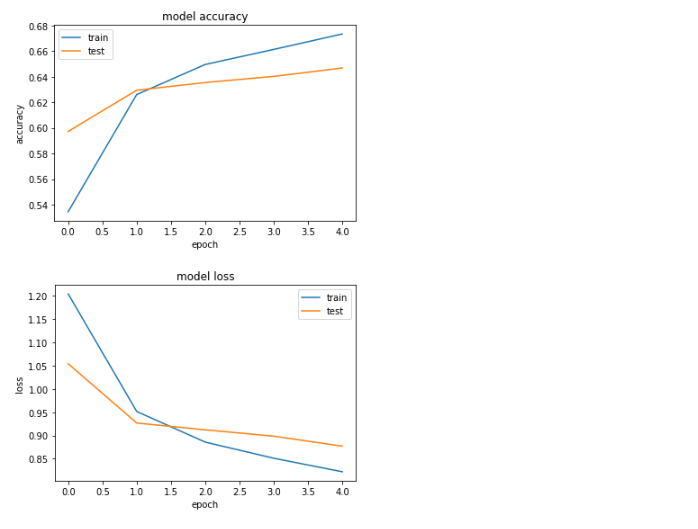 model accuracy
train
test
0.68
0.66
0.64
0.62
0.60
0.58
0.56
0.54
accuracy
0.0 0.5 1.0 1.5 2.0 2.5 3.0 3.5 4.0
epoch
model loss
train
test
1.20
1.15
1.10
1.05
1.00
0.95
0.90
0.85
loss
0.0 0.5 1.0 1.5 2.0 2.5 3.0 3.5 4.0
epoch